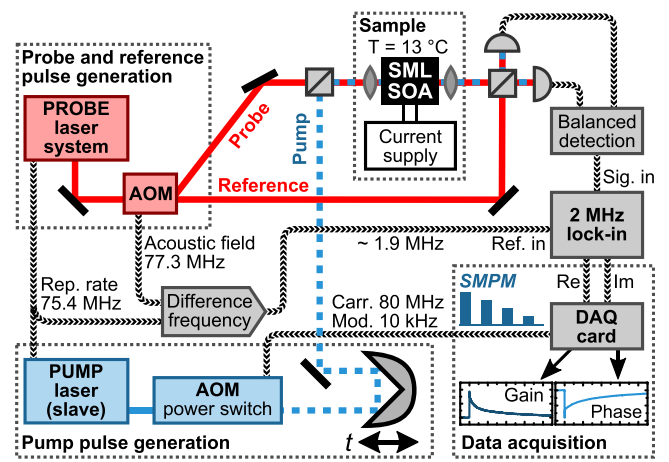 Probe and reference
pulse generation
PROBE
laser
system
AOM
Probe
Reference
Pump
Sample
T = 13 °C
SML
SOA
Current
supply
Balanced
detection
Sig. in
2 MHz
lock-in
Ref. in
~ 1.9 MHz
Acoustic field
77.3 MHz
Rep. rate
75.4 MHz
Difference
frequency
Carr. 80 MHz
Mod. 10 kHz
Re
Im
SMPM
DAQ
card
Gain
Phase
Data acquisition
PUMP
laser
(slave)
AOM
power switch
t
Pump pulse generation